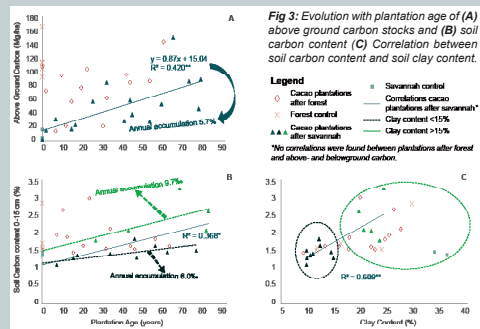 Fig 3: Evolution with plantation age of (A)
above ground carbon stocks and (B) soil
carbon content (C) Correlation between
soil carbon content and soil clay content.
A
Above Ground Carbon (Mg/ha)
180
160
140
120
100
80
60
40
20
0
y = 0.87x + 15.04
R² = 0.420**
Annual accumulation 5.7%
0 10 20 30 40 50 60 70 80 90
Legend
Cacao plantations
after forest
Forest control
Cacao plantations
after savannah
Savannah control
Correlations cacao
plantations after savannah*
Clay content <15%
Clay content >15%
*No correlations were found between plantations after forest
and above- and belowground carbon.
B
Soil Carbon content 0-15cm (%)
3.5
3
2.5
2
1.5
1
0.5
0
Annual accumulation 9.7%
R² = 0.368*
Annual accumulation 6.0%
0 10 20 30 40 50 60 70 80 90
Plantation Age (years)
C
3.5
3
2.5
2
1.5
1
0.5
0
R² = 0.609**
5 10 15 20 25 30 35 40
Clay Content (%)